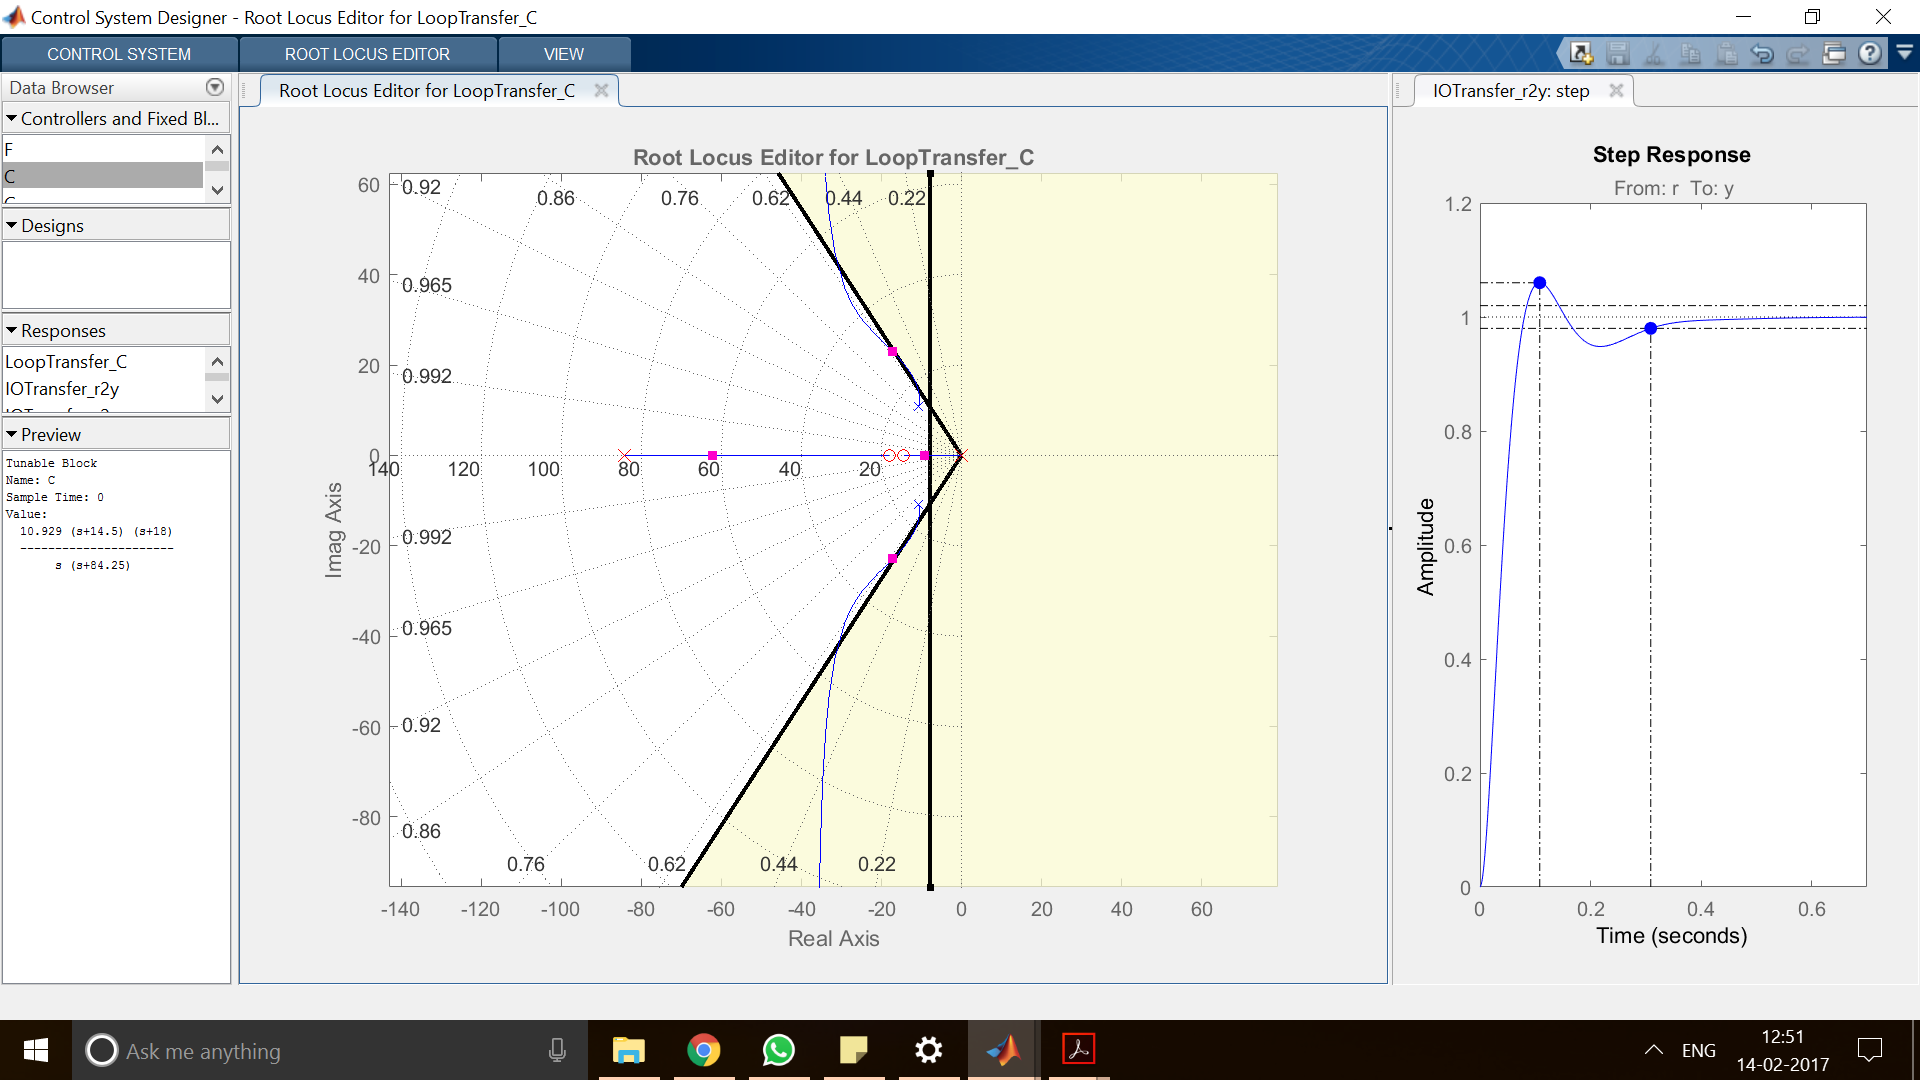 Control System Designer - Root Locus Editor for LoopTransfer_C
CONTROL SYSTEM
ROOT LOCUS EDITOR
VIEW
Data Browser
Controllers and Fixed Bl...
F
C
Designs
Responses
LoopTransfer_C
IOTransfer_r2y
Preview
Tunable Block
Name: C
Sample Time: 0
Value:
10.929 (s+14.5) (s+18)
----------------------
s (s+84.25)
Root Locus Editor for LoopTransfer_C
Root Locus Editor for LoopTransfer_C
60
40
20
0
-20
-40
-60
-80
Imag Axis
0.92
0.86
0.76
0.62
0.44
0.22
0.965
0.992
140
120
100
80
60
40
20
0.992
0.965
0.92
0.86
0.76
0.62
0.44
0.22
-140
-120
-100
-80
-60
-40
-20
0
20
40
60
Real Axis
IOTransfer_r2y: step
Step Response
From: r To: y
1.2
1
0.8
0.6
0.4
0.2
0
Amplitude
0
0.2
0.4
0.6
Time (seconds)
Ask me anything
ENG
12:51
14-02-2017